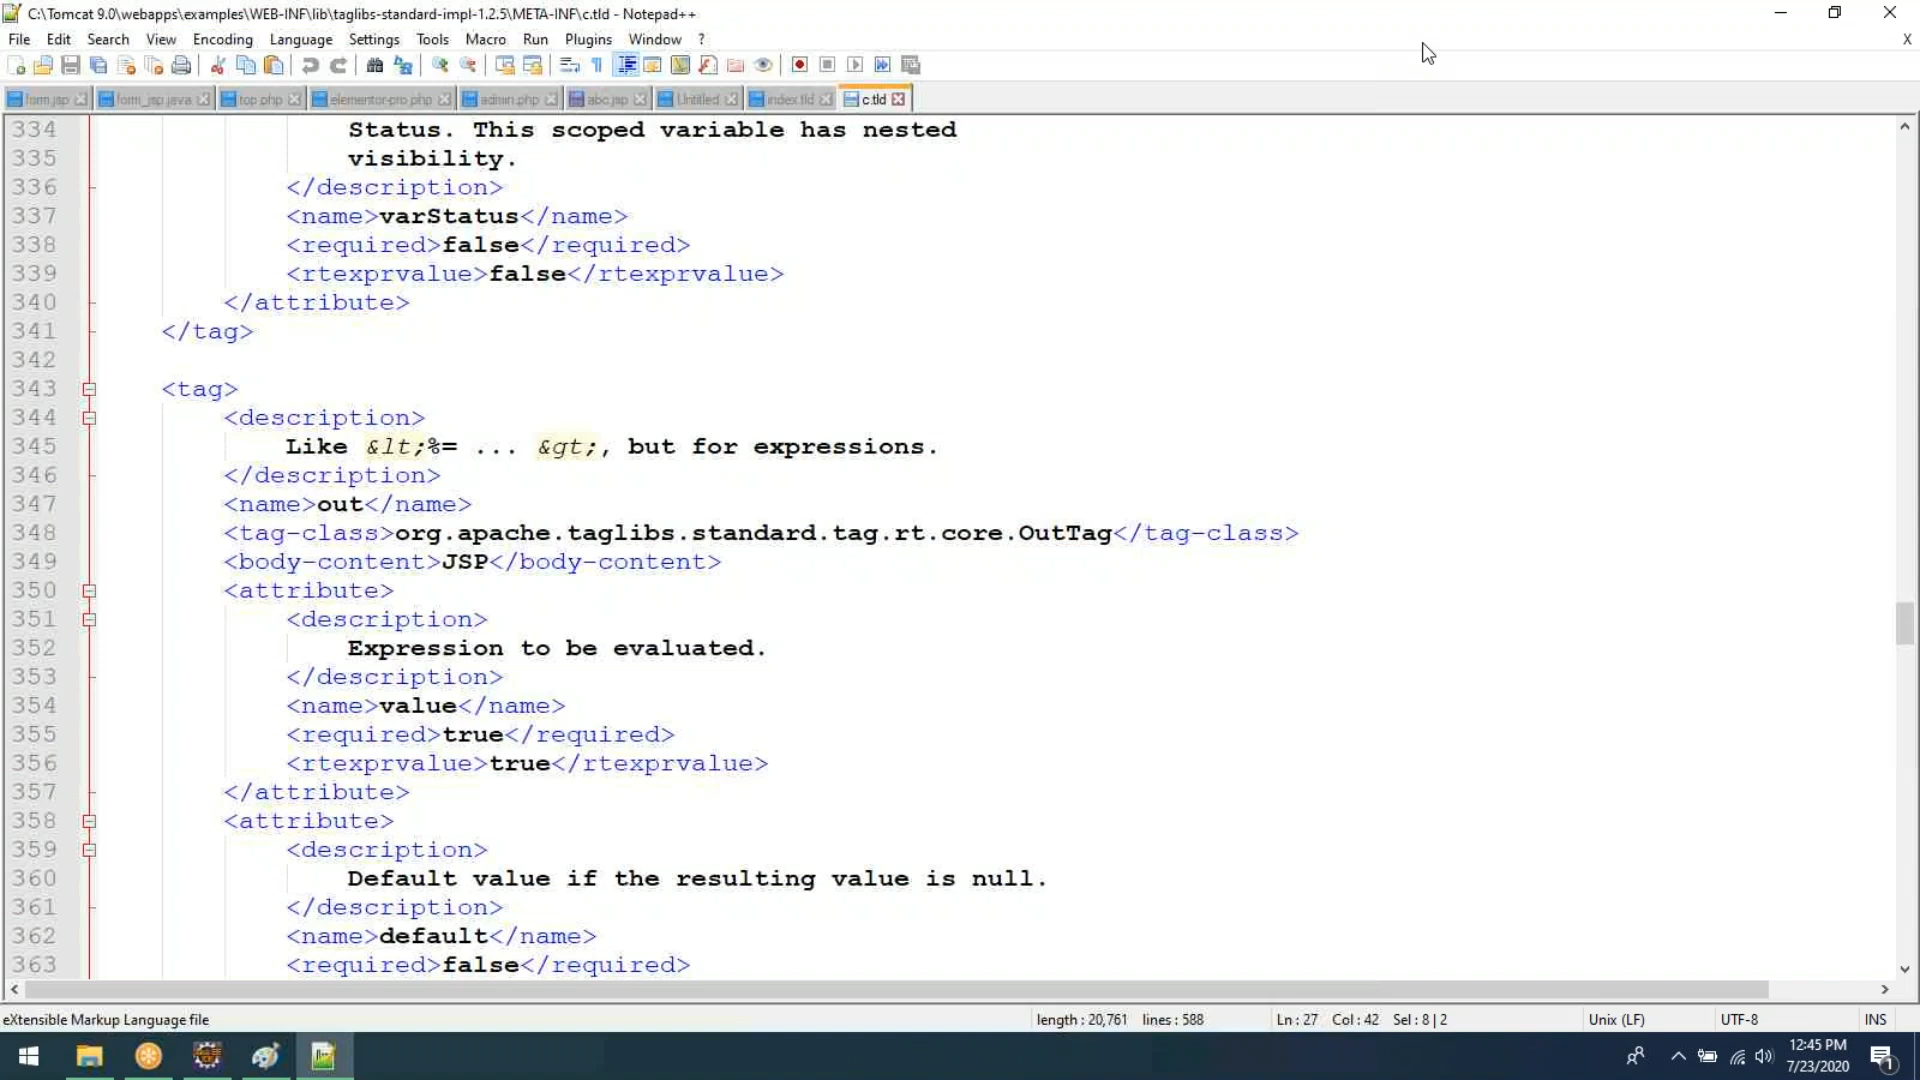 C:\Tomcat 9.0\webapps\examples\WEB-INF\lib\taglibs-standard-impl-1.2.5\META-INF\c.tld - Notepad++
File Edit Search View Encoding Language Settings Tools Macro Run Plugins Window ? X
form.jsp form_jsp.java top.php elementor-pro.php admin.php abc.jsp Untitled index.tld c.tld
334 Status. This scoped variable has nested
335 visibility.
336 </description>
337 <name>varStatus</name>
338 <required>false</required>
339 <rtexprvalue>false</rtexprvalue>
340 </attribute>
341 </tag>
342
343 <tag>
344 <description>
345 Like &lt;%= ... &gt;, but for expressions.
346 </description>
347 <name>out</name>
348 <tag-class>org.apache.taglibs.standard.tag.rt.core.OutTag</tag-class>
349 <body-content>JSP</body-content>
350 <attribute>
351 <description>
352 Expression to be evaluated.
353 </description>
354 <name>value</name>
355 <required>true</required>
356 <rtexprvalue>true</rtexprvalue>
357 </attribute>
358 <attribute>
359 <description>
360 Default value if the resulting value is null.
361 </description>
362 <name>default</name>
363 <required>false</required>
eXtensible Markup Language file length : 20,761 lines : 588 Ln : 27 Col : 42 Sel : 8 | 2 Unix (LF) UTF-8 INS
12:45 PM
7/23/2020
1